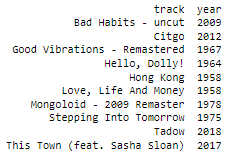 track year
Bad Habits - uncut 2009
Citgo 2012
Good Vibrations - Remastered 1967
Hello, Dolly! 1964
Hong Kong 1958
Love, Life And Money 1958
Mongoloid - 2009 Remaster 1978
Stepping Into Tomorrow 1975
Tadow 2018
This Town (feat. Sasha Sloan) 2017